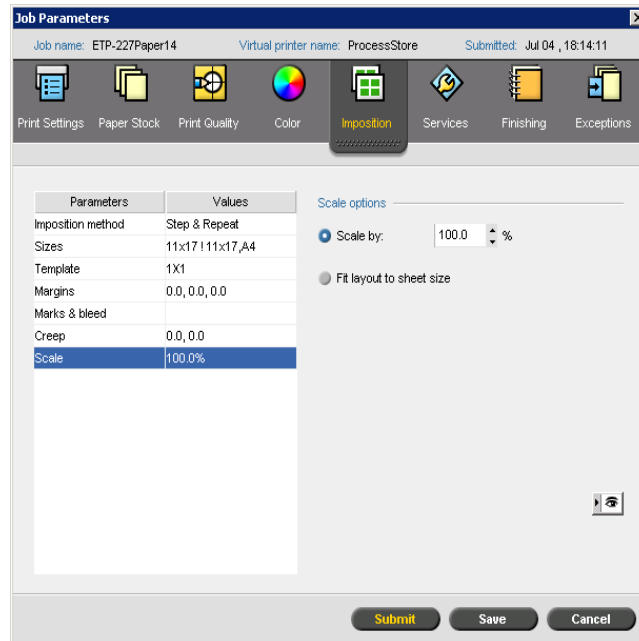 Job Parameters
Job name: ETP-227Paper14 Virtual printer name: ProcessStore Submitted: Jul 04 , 18:14:11
Print Settings Paper Stock Print Quality Color Imposition Services Finishing Exceptions
Parameters Values
Imposition method Step & Repeat
Sizes 11x17!11x17,A4
Template 1X1
Margins 0.0, 0.0, 0.0
Marks & bleed
Creep 0.0, 0.0
Scale 100.0%
Scale options
Scale by: 100.0 %
Fit layout to sheet size
Submit Save Cancel